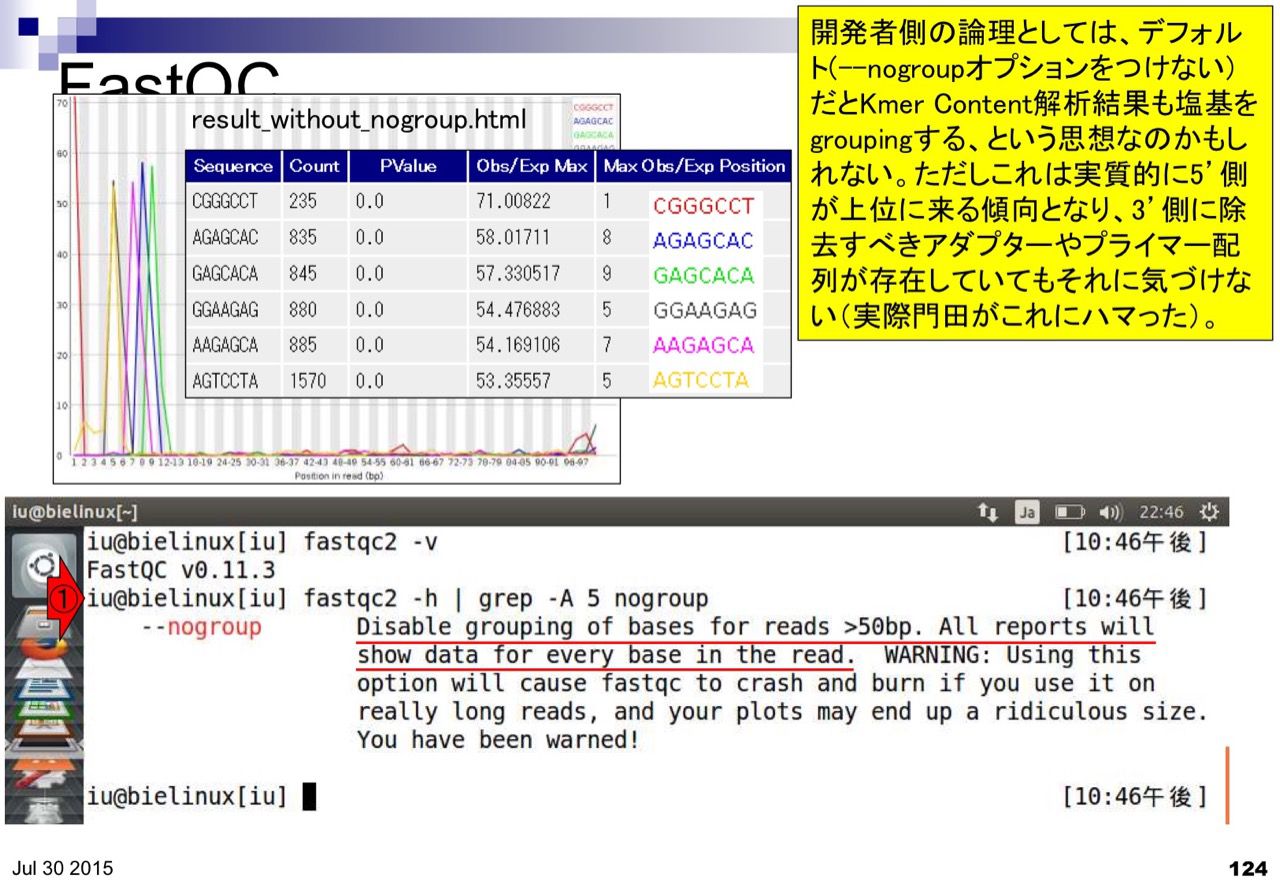 FastQC
開発者側の論理としては、デフォル
ト(--nogroupオプションをつけない)
だとKmer Content解析結果も塩基を
groupingする、という思想なのかもし
れない。ただしこれは実質的に5’側
が上位に来る傾向となり、3’側に除
去すべきアダプターやプライマー配
列が存在していてもそれに気づけな
い(実際門田がこれにハマった)。
result_without_nogroup.html
CGGGCCT
AGAGCAC
GAGCACA
GGAAGAG
Sequence Count PValue Obs/Exp Max Max Obs/Exp Position
CGGGCCT 235 0.0 71.00822 1 CGGGCCT
AGAGCAC 835 0.0 58.01711 8 AGAGCAC
GAGCACA 845 0.0 57.330517 9 GAGCACA
GGAAGAG 880 0.0 54.476883 5 GGAAGAG
AAGAGCA 885 0.0 54.169106 7 AAGAGCA
AGTCCTA 1570 0.0 53.35557 5 AGTCCTA
70
60
50
40
30
20
10
0
1 2 3 4 5 6 7 8 9 12-13 18-19 24-25 30-31 36-37 42-43 48-49 54-55 60-61 66-67 72-73 78-79 84-85 90-91 96-97
Position in read (bp)
iu@bielinux[~] Ja 22:46
iu@bielinux[iu] fastqc2 -v [10:46午後]
FastQC v0.11.3
① iu@bielinux[iu] fastqc2 -h | grep -A 5 nogroup [10:46午後]
--nogroup Disable grouping of bases for reads >50bp. All reports will
show data for every base in the read. WARNING: Using this
option will cause fastqc to crash and burn if you use it on
really long reads, and your plots may end up a ridiculous size.
You have been warned!
iu@bielinux[iu] [10:46午後]
Jul 30 2015
124